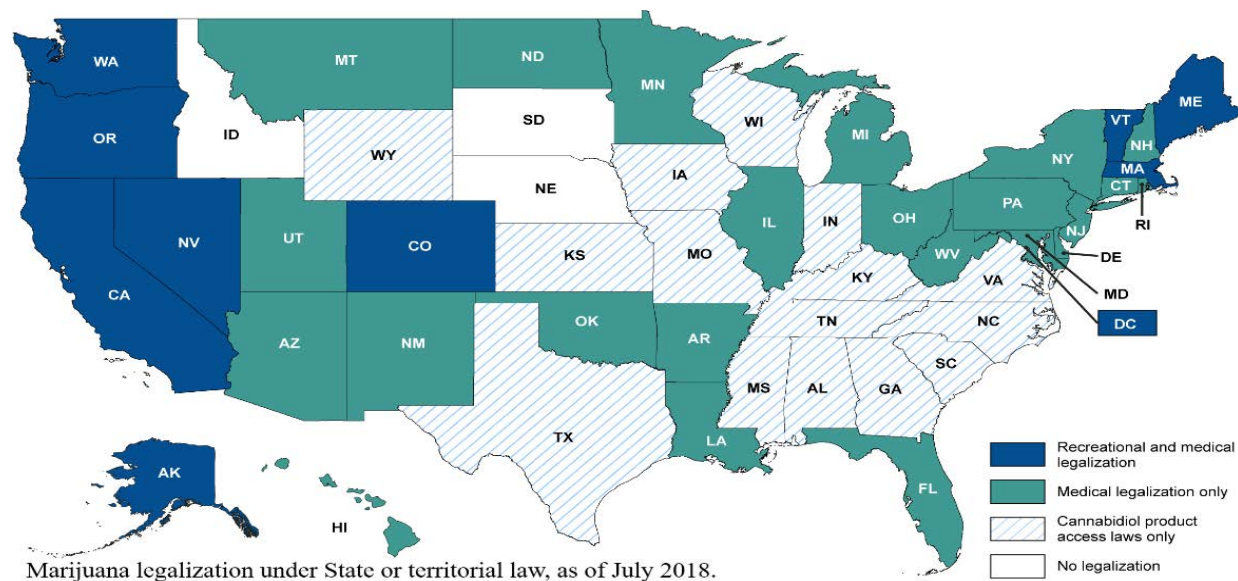 WA
MT
ND
MN
ME
VT
OR
ID
SD
WI
MI
NH
NY
MA
WY
CT
RI
IA
NE
PA
NV
UT
CO
IL
IN
OH
NJ
DE
KS
MO
WV
VA
MD
KY
CA
DC
AZ
NM
OK
AR
TN
NC
SC
MS
AL
GA
TX
LA
FL
AK
HI
Recreational and medical
legalization
Medical legalization only
Cannabidiol product
access laws only
No legalization
Marijuana legalization under State or territorial law, as of July 2018.